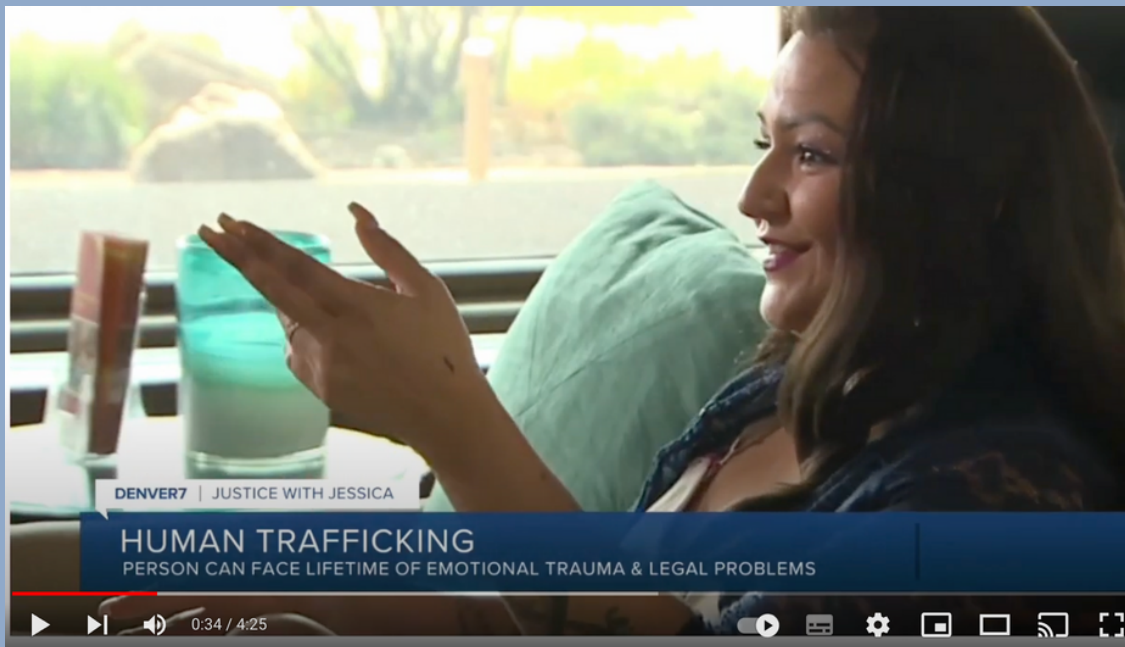 DENVER7 | JUSTICE WITH JESSICA
HUMAN TRAFFICKING
PERSON CAN FACE LIFETIME OF EMOTIONAL TRAUMA & LEGAL PROBLEMS
0:34 / 4:25